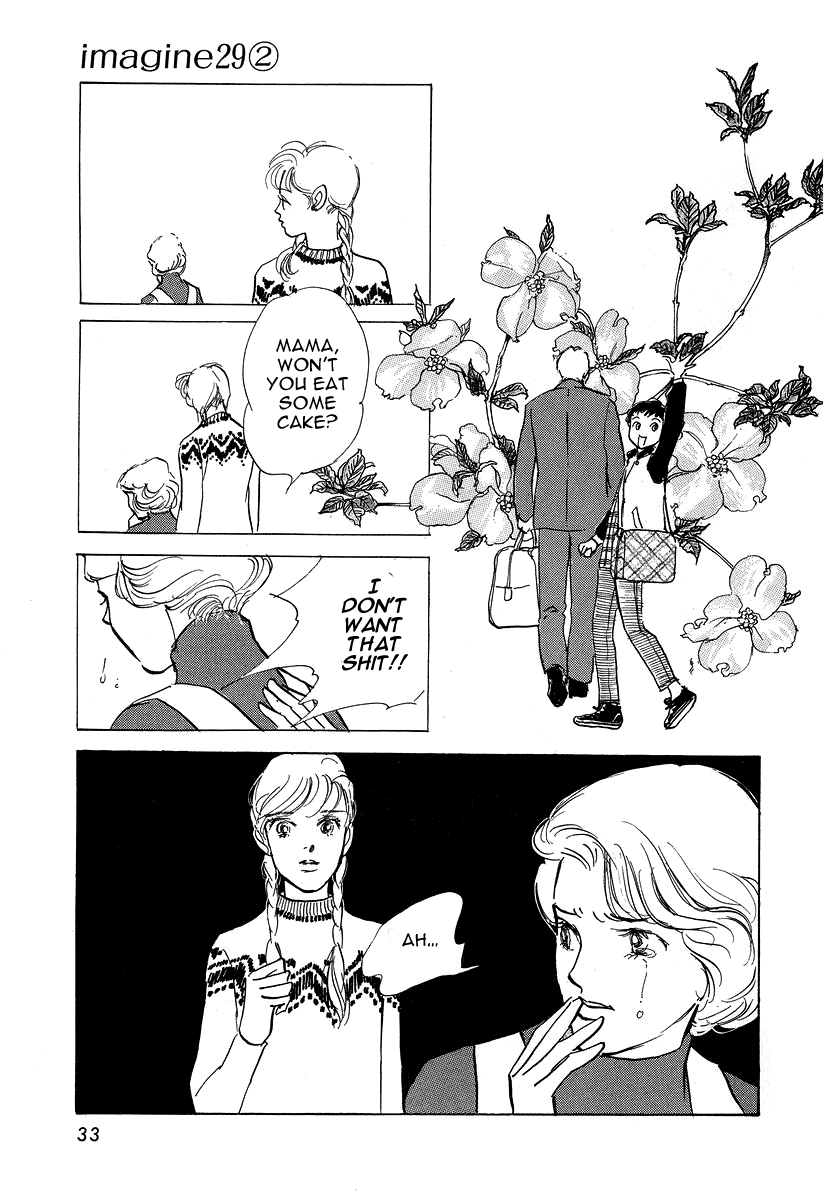 imagine29②
MAMA,
WON'T
YOU EAT
SOME
CAKE?
I
DON'T
WANT
THAT
SHIT!!
AH...
33